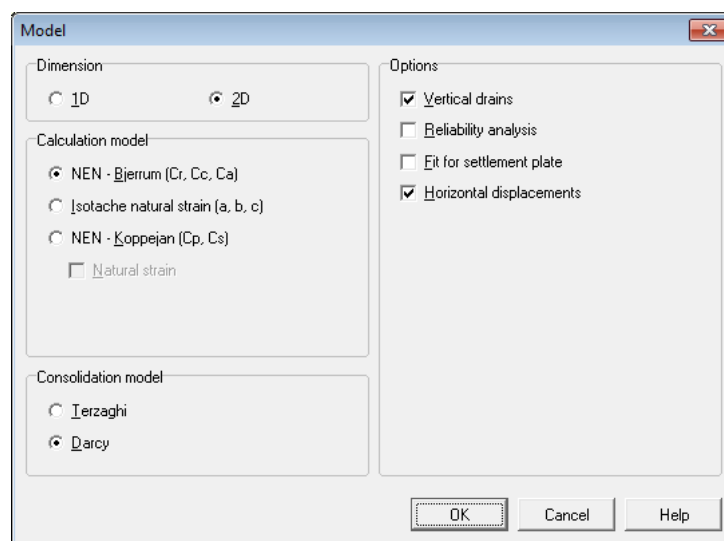 Model
Dimension
1D
2D
Calculation model
NEN - Bjerrum (Cr, Cc, Ca)
Isotache natural strain (a, b, c)
NEN - Koppejan (Cp, Cs)
Natural strain
Consolidation model
Terzaghi
Darcy
Options
Vertical drains
Reliability analysis
Fit for settlement plate
Horizontal displacements
OK
Cancel
Help